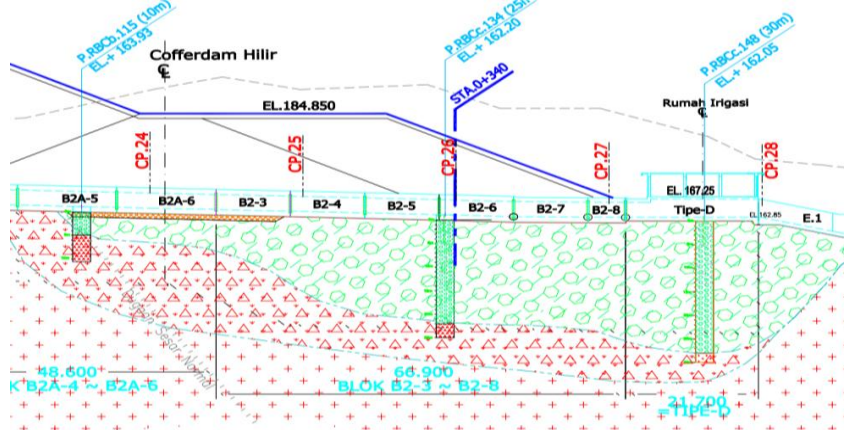 P.RBCb.115 (10m)
EL.+ 163.93
P.RBCc.134 (25m
EL.+ 162.20
P.RBCc.148 (30m)
EL.+ 162.05
Cofferdam Hilir
STA.0+340
EL.184.850
Rumah Irigasi
CP.24
CP.25
CP.26
CP.27
CP.28
EL. 167.25
B2A-5
B2A-6
B2-3
B2-4
B2-5
B2-6
B2-7
B2-8
Tipe-D
EL.162.85
E.1
48.600
K B2A-4 ~ B2A-6
66.900
BLOK B2-3 ~ B2-8
21.700
=TIPE-D